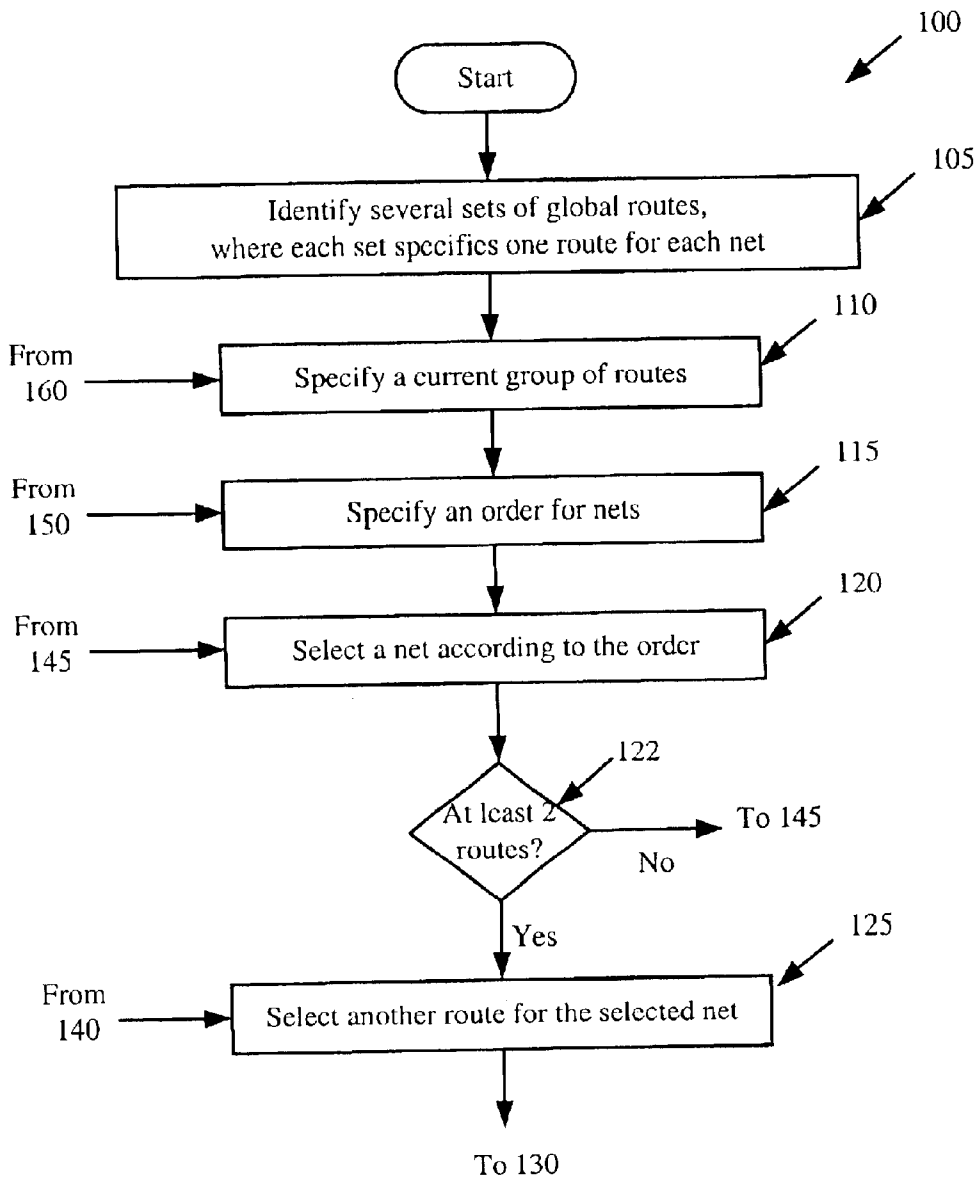 100
Start
105
Identify several sets of global routes,
where each set specifies one route for each net
110
From
160
Specify a current group of routes
115
From
150
Specify an order for nets
120
From
145
Select a net according to the order
122
At least 2
routes?
To 145
No
Yes
125
From
140
Select another route for the selected net
To 130